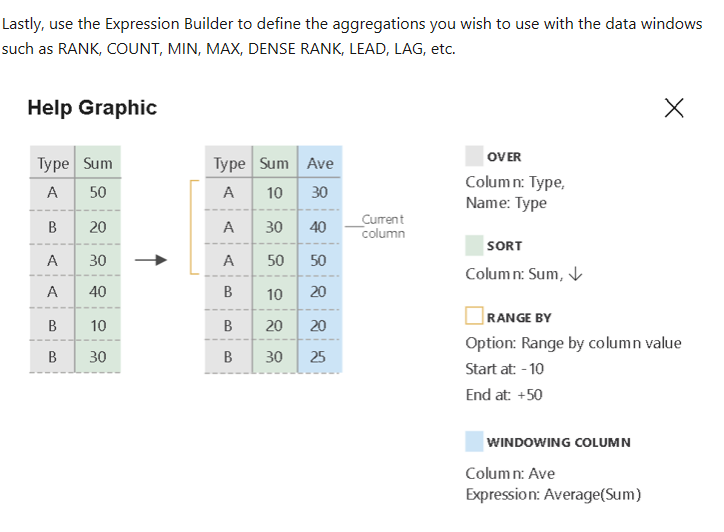 Lastly, use the Expression Builder to define the aggregations you wish to use with the data windows
such as RANK, COUNT, MIN, MAX, DENSE RANK, LEAD, LAG, etc.
Help Graphic
Type Sum
A 50
B 20
A 30
A 40
B 10
B 30
Type Sum Ave
A 10 30
A 30 40
A 50 50
B 10 20
B 20 20
B 30 25
Current
column
OVER
Column: Type,
Name: Type
SORT
Column: Sum, ↓
RANGE BY
Option: Range by column value
Start at: -10
End at: +50
WINDOWING COLUMN
Column: Ave
Expression: Average(Sum)